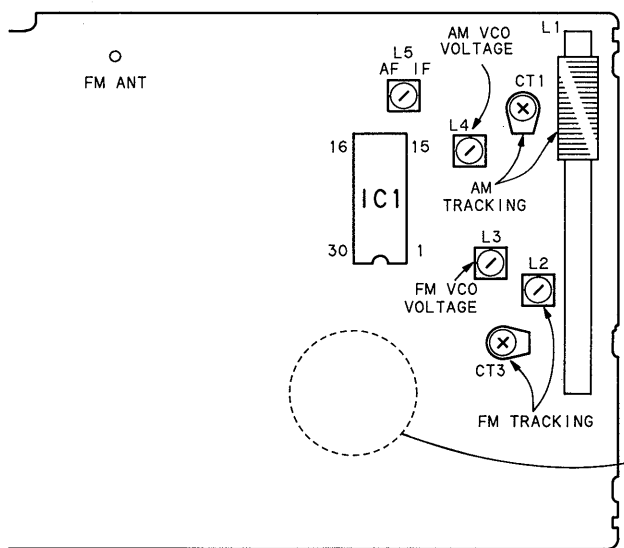 FM ANT
L5
AF IF
AM VCO
VOLTAGE
L1
CT1
L4
AM
TRACKING
16
15
IC1
30
1
L3
FM VCO
VOLTAGE
L2
CT3
FM TRACKING